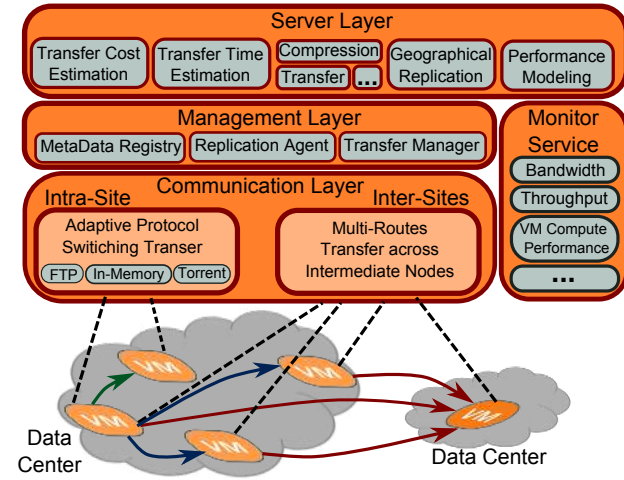 Server Layer
Transfer Cost
Estimation
Transfer Time
Estimation
Compression
Transfer
...
Geographical
Replication
Performance
Modeling
Management Layer
MetaData Registry
Replication Agent
Transfer Manager
Monitor
Service
Bandwidth
Throughput
VM Compute
Performance
...
Communication Layer
Intra-Site
Inter-Sites
Adaptive Protocol
Switiching Transer
FTP
In-Memory
Torrent
Multi-Routes
Transfer across
Intermediate Nodes
VM
VM
VM
VM
VM
Data
Center
Data Center